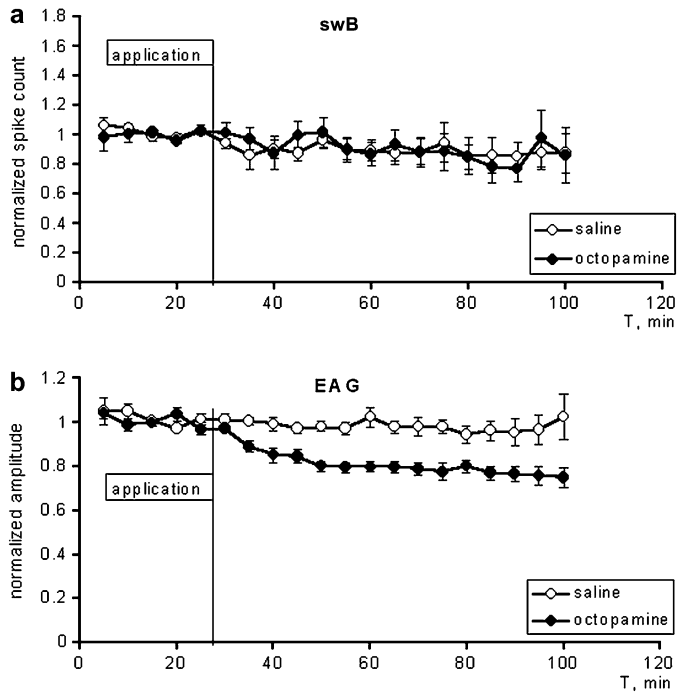 a
swB
normalized spike count
1.8
1.6
1.4
1.2
1
0.8
0.6
0.4
0.2
0
application
saline
octopamine
0 20 40 60 80 100 120
T, min
b
EAG
normalized amplitude
1.2
1
0.8
0.6
0.4
0.2
0
application
saline
octopamine
0 20 40 60 80 100 120
T, min